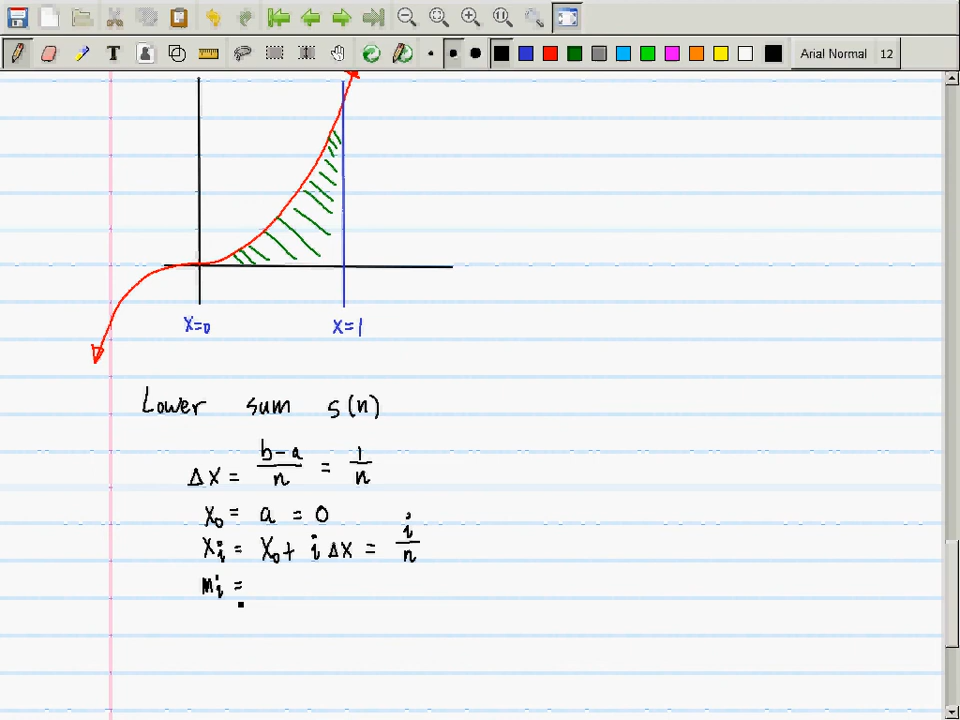 Arial Normal 12
x=0 x=1
Lower sum s(n)
Δx = b-a/n = 1/n
x₀ = a = 0
xᵢ = x₀ + i Δx = i/n
mᵢ =